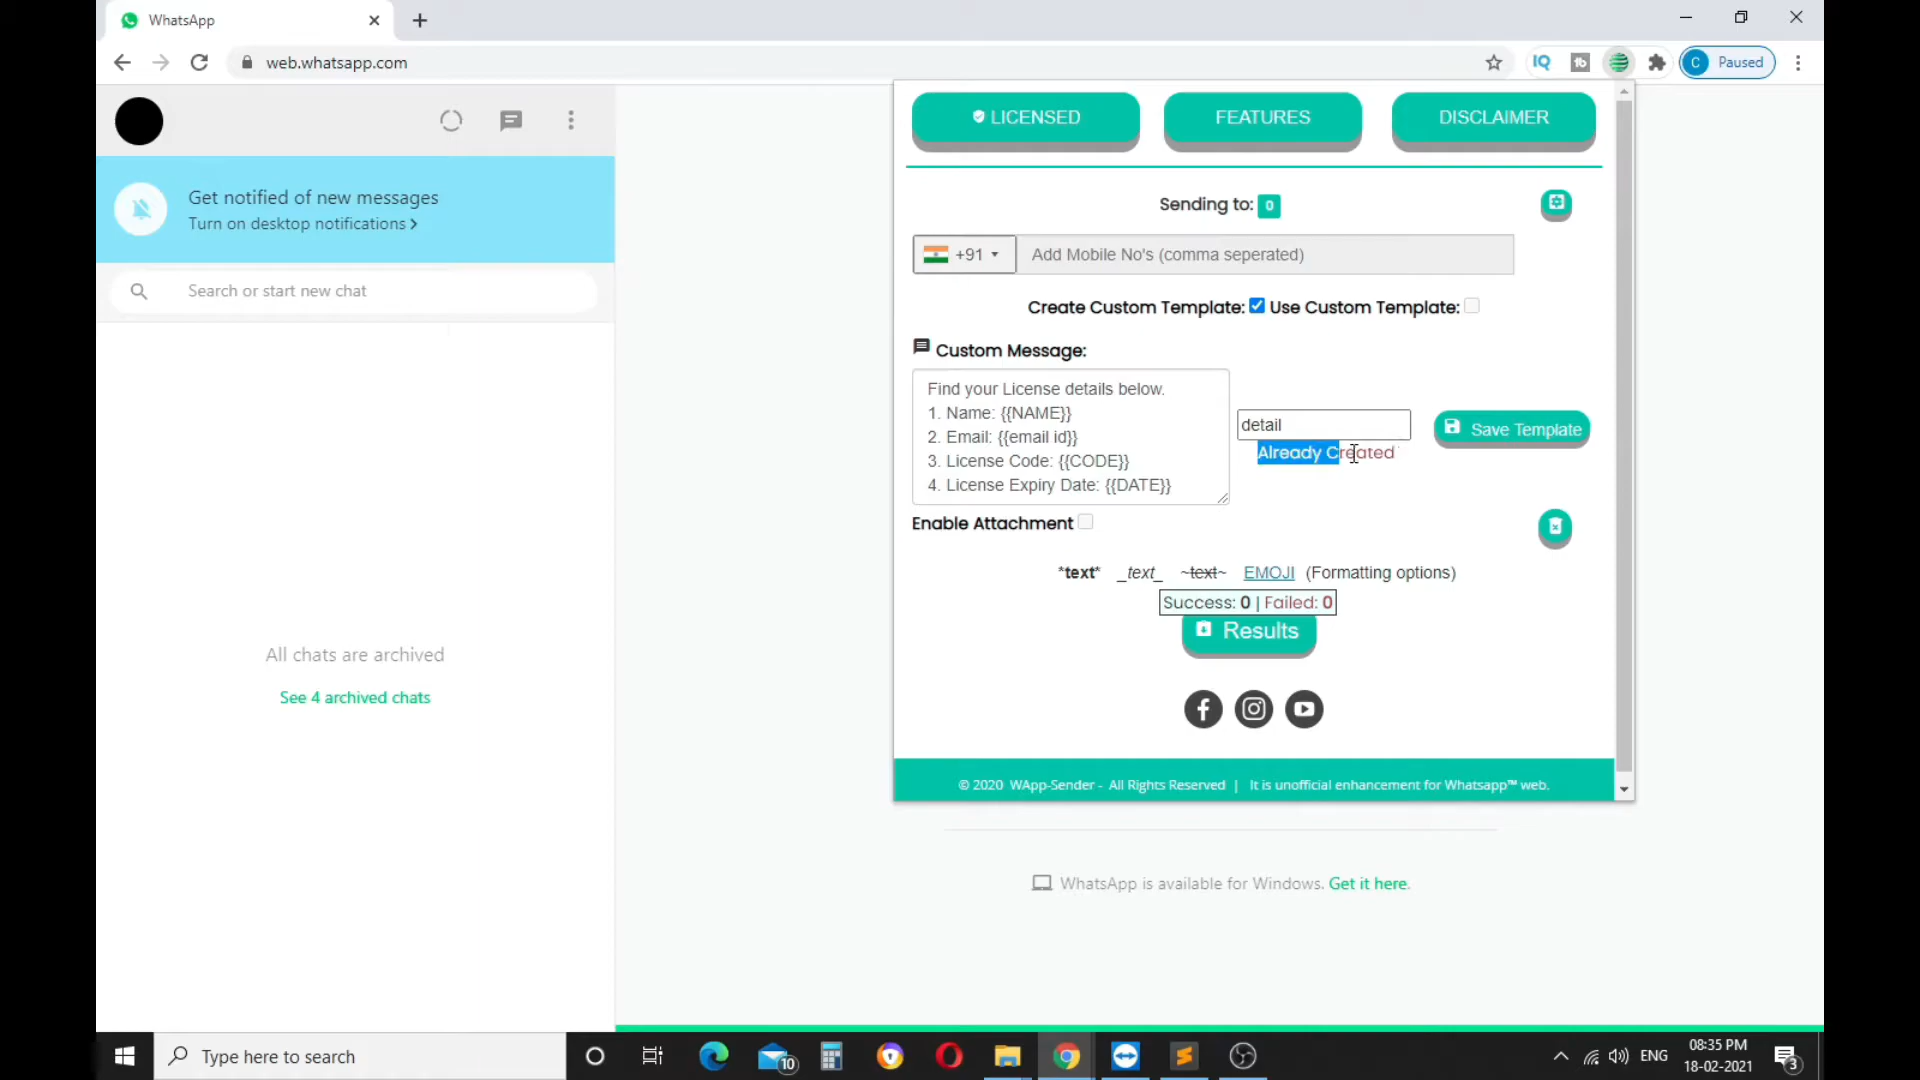 WhatsApp
web.whatsapp.com
IQ
C Paused
LICENSED
FEATURES
DISCLAIMER
Get notified of new messages
Turn on desktop notifications >
Sending to: 0
+91
Add Mobile No's (comma seperated)
Search or start new chat
Create Custom Template: Use Custom Template:
Custom Message:
Find your License details below.
1. Name: {{NAME}}
2. Email: {{email id}}
3. License Code: {{CODE}}
4. License Expiry Date: {{DATE}}
detail
Save Template
Already Created
Enable Attachment
*text* _text_ ~text~ EMOJI (Formatting options)
Success: 0 | Failed: 0
Results
All chats are archived
See 4 archived chats
© 2020 WApp-Sender - All Rights Reserved | It is unofficial enhancement for Whatsapp™ web.
WhatsApp is available for Windows. Get it here.
Type here to search
10
ENG
08:35 PM
18-02-2021
3